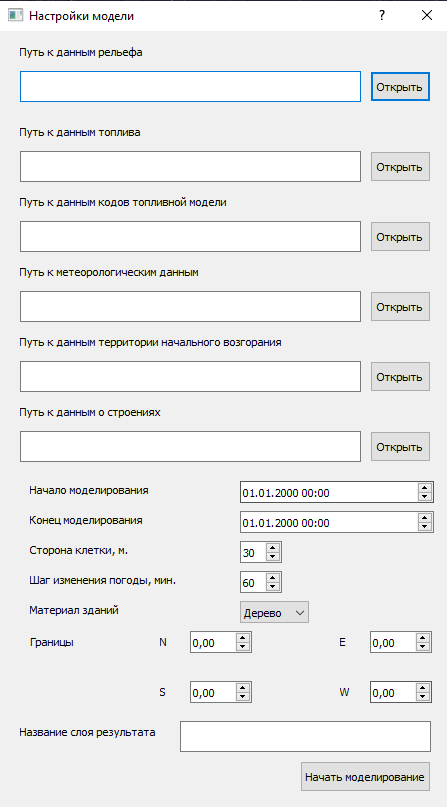 Настройки модели
?
Путь к данным рельефа
Открыть
Путь к данным топлива
Открыть
Путь к данным кодов топливной модели
Открыть
Путь к метеорологическим данным
Открыть
Путь к данным территории начального возгорания
Открыть
Путь к данным о строениях
Открыть
Начало моделирования 01.01.2000 00:00
Конец моделирования 01.01.2000 00:00
Сторона клетки, м. 30
Шаг изменения погоды, мин. 60
Материал зданий Дерево
Границы N 0,00 E 0,00
S 0,00 W 0,00
Название слоя результата
Начать моделирование